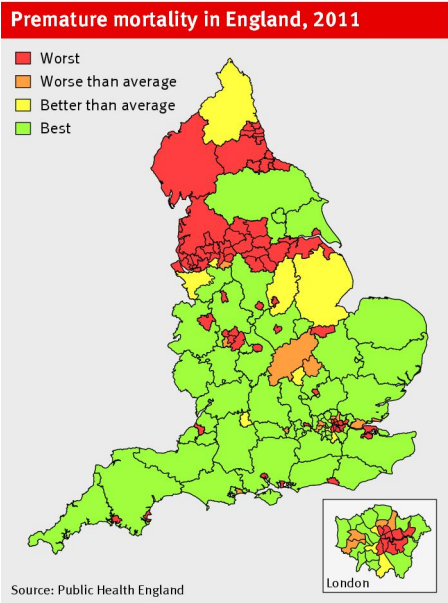 Premature mortality in England, 2011
Worst
Worse than average
Better than average
Best
London
Source: Public Health England